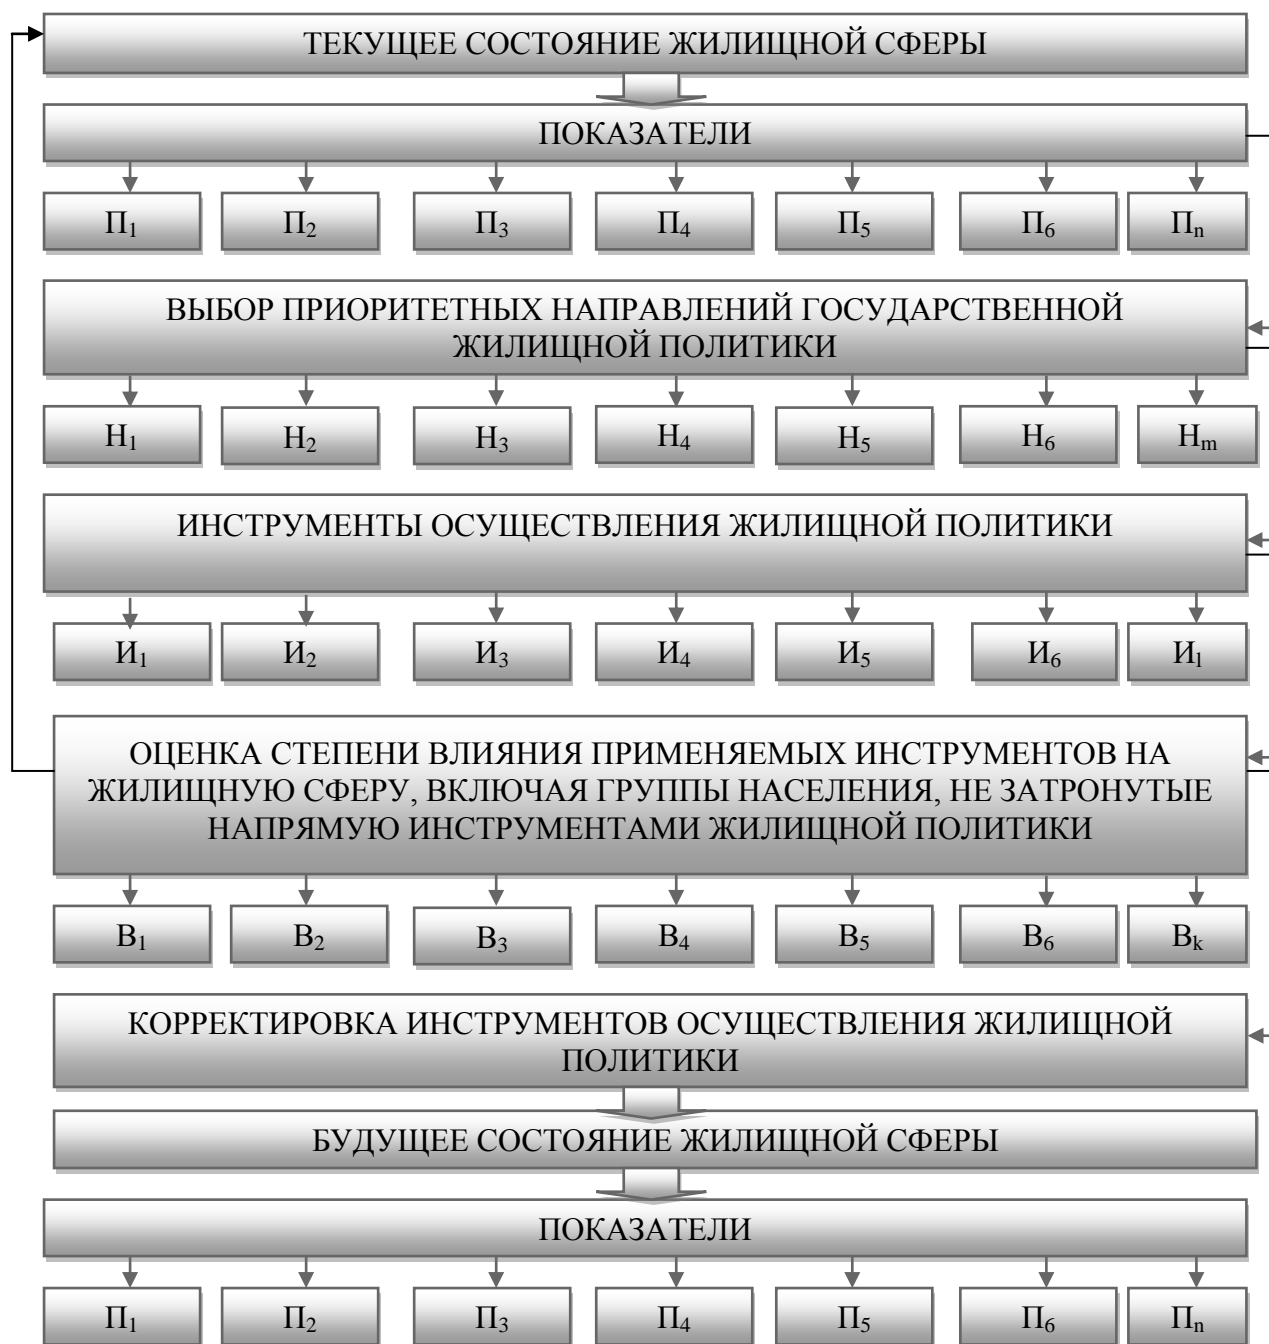 ТЕКУЩЕЕ СОСТОЯНИЕ ЖИЛИЩНОЙ СФЕРЫ
ПОКАЗАТЕЛИ
П₁ П₂ П₃ П₄ П₅ П₆ Пₙ
ВЫБОР ПРИОРИТЕТНЫХ НАПРАВЛЕНИЙ ГОСУДАРСТВЕННОЙ
ЖИЛИЩНОЙ ПОЛИТИКИ
Н₁ Н₂ Н₃ Н₄ Н₅ Н₆ Нₘ
ИНСТРУМЕНТЫ ОСУЩЕСТВЛЕНИЯ ЖИЛИЩНОЙ ПОЛИТИКИ
И₁ И₂ И₃ И₄ И₅ И₆ Иₗ
ОЦЕНКА СТЕПЕНИ ВЛИЯНИЯ ПРИМЕНЯЕМЫХ ИНСТРУМЕНТОВ НА
ЖИЛИЩНУЮ СФЕРУ, ВКЛЮЧАЯ ГРУППЫ НАСЕЛЕНИЯ, НЕ ЗАТРОНУТЫЕ
НАПРЯМУЮ ИНСТРУМЕНТАМИ ЖИЛИЩНОЙ ПОЛИТИКИ
В₁ В₂ В₃ В₄ В₅ В₆ Вₖ
КОРРЕКТИРОВКА ИНСТРУМЕНТОВ ОСУЩЕСТВЛЕНИЯ ЖИЛИЩНОЙ
ПОЛИТИКИ
БУДУЩЕЕ СОСТОЯНИЕ ЖИЛИЩНОЙ СФЕРЫ
ПОКАЗАТЕЛИ
П₁ П₂ П₃ П₄ П₅ П₆ Пₙ